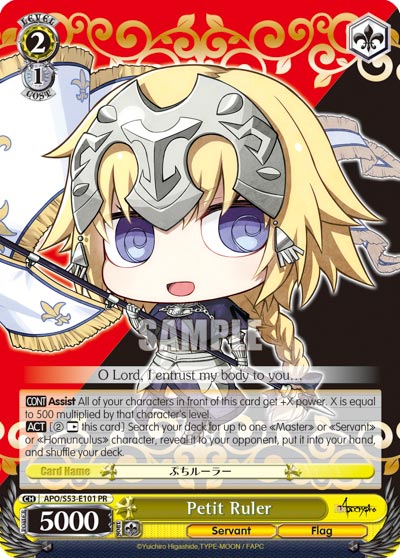 LEVEL
2
1
COST
SAMPLE
O Lord, I entrust my body to you...
CONT Assist All of your characters in front of this card get +X power. X is equal
to 500 multiplied by that character's level.
ACT [② this card] Search your deck for up to one «Master» or «Servant»
or «Homunculus» character, reveal it to your opponent, put it into your hand,
and shuffle your deck.
Card Name
ぷちルーラー
CH APO/S53-E101 PR
5000
Petit Ruler
Apocrypha
Servant
Flag
©Yuichiro Higashide,TYPE-MOON / FAPC